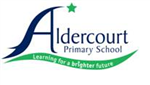 Aldercourt
Primary School
Learning for a brighter future